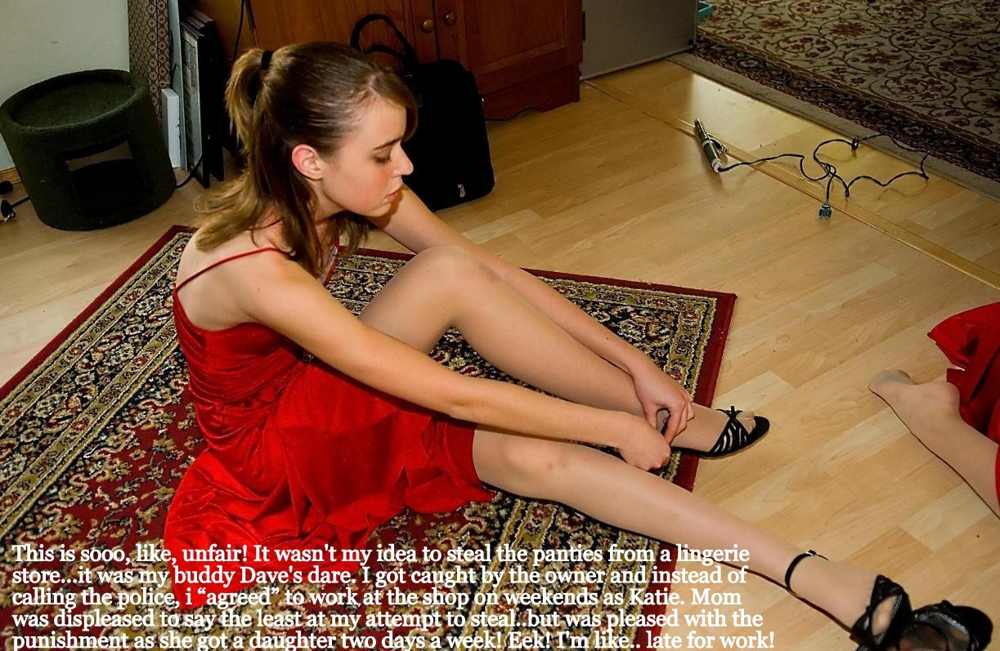 This is sooo, like, unfair! It wasn't my idea to steal the panties from a lingerie
store...it was my buddy Dave's dare. I got caught by the owner and instead of
calling the police, i “agreed” to work at the shop on weekends as Katie. Mom
was displeased to say the least at my attempt to steal..but was pleased with the
punishment as she got a daughter two days a week! Eek! I'm like.. late for work!